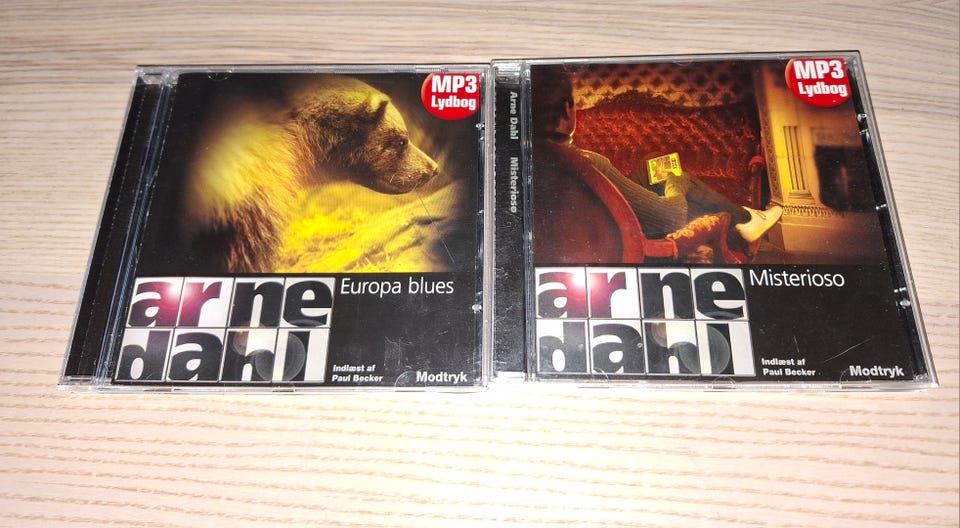 MP3
Lydbog
arne
dahl
Europa blues
Indlæst af
Paul Becker
Modtryk
Arne Dahl Misterioso
MP3
Lydbog
arne
dahl
Misterioso
Indlæst af
Paul Becker
Modtryk